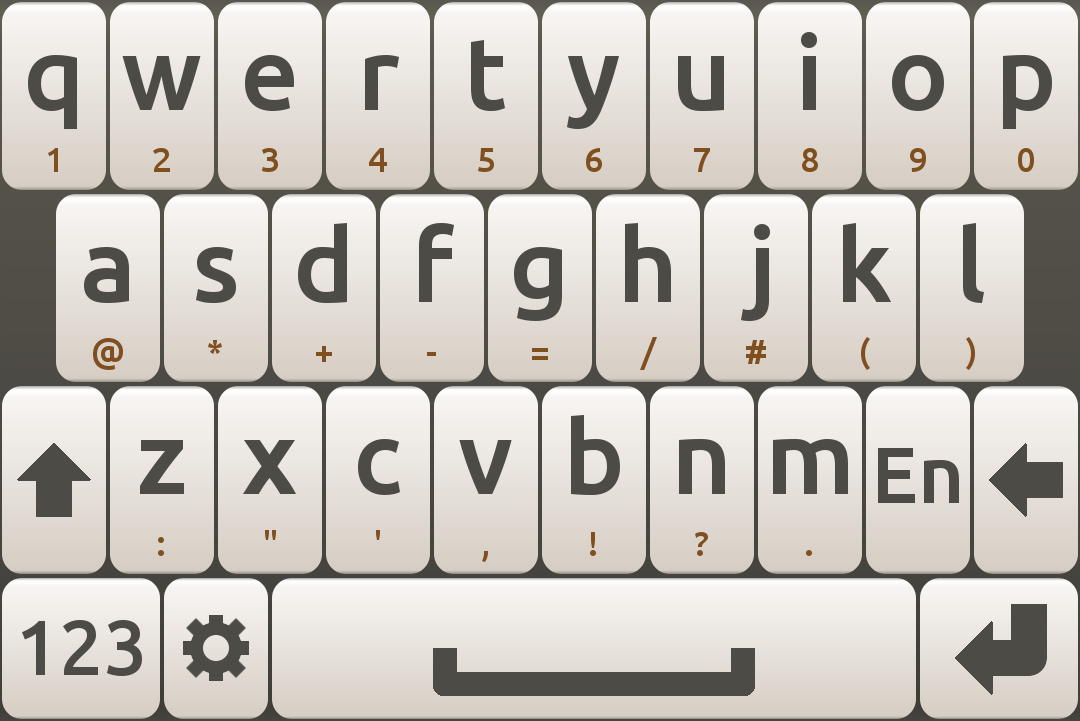 q w e r t y u i o p
1 2 3 4 5 6 7 8 9 0
a s d f g h j k l
@ * + - = / # ( )
z x c v b n m En
: " ' , ! ? .
123